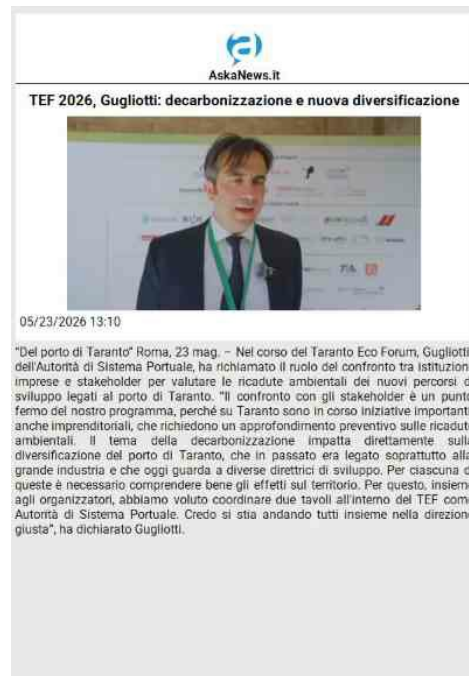 AskaNews.it
TEF 2026, Gugliotti: decarbonizzazione e nuova diversificazione
05/23/2026 13:10
"Del porto di Taranto" Roma, 23 mag. – Nel corso del Taranto Eco Forum, Gugliotti
dell'Autorità di Sistema Portuale, ha richiamato il ruolo del confronto tra istituzion
imprese e stakeholder per valutare le ricadute ambientali dei nuovi percorsi d
sviluppo legati al porto di Taranto. "Il confronto con gli stakeholder è un punto
fermo del nostro programma, perché su Taranto sono in corso iniziative important
anche imprenditoriali, che richiedono un approfondimento preventivo sulle ricadute
ambientali. Il tema della decarbonizzazione impatta direttamente sulla
diversificazione del porto di Taranto, che in passato era legato soprattutto alla
grande industria e che oggi guarda a diverse direttrici di sviluppo. Per ciascuna d
queste è necessario comprendere bene gli effetti sul territorio. Per questo, insieme
agli organizzatori, abbiamo voluto coordinare due tavoli all'interno del TEF come
Autorità di Sistema Portuale. Credo si stia andando tutti insieme nella direzione
giusta", ha dichiarato Gugliotti.